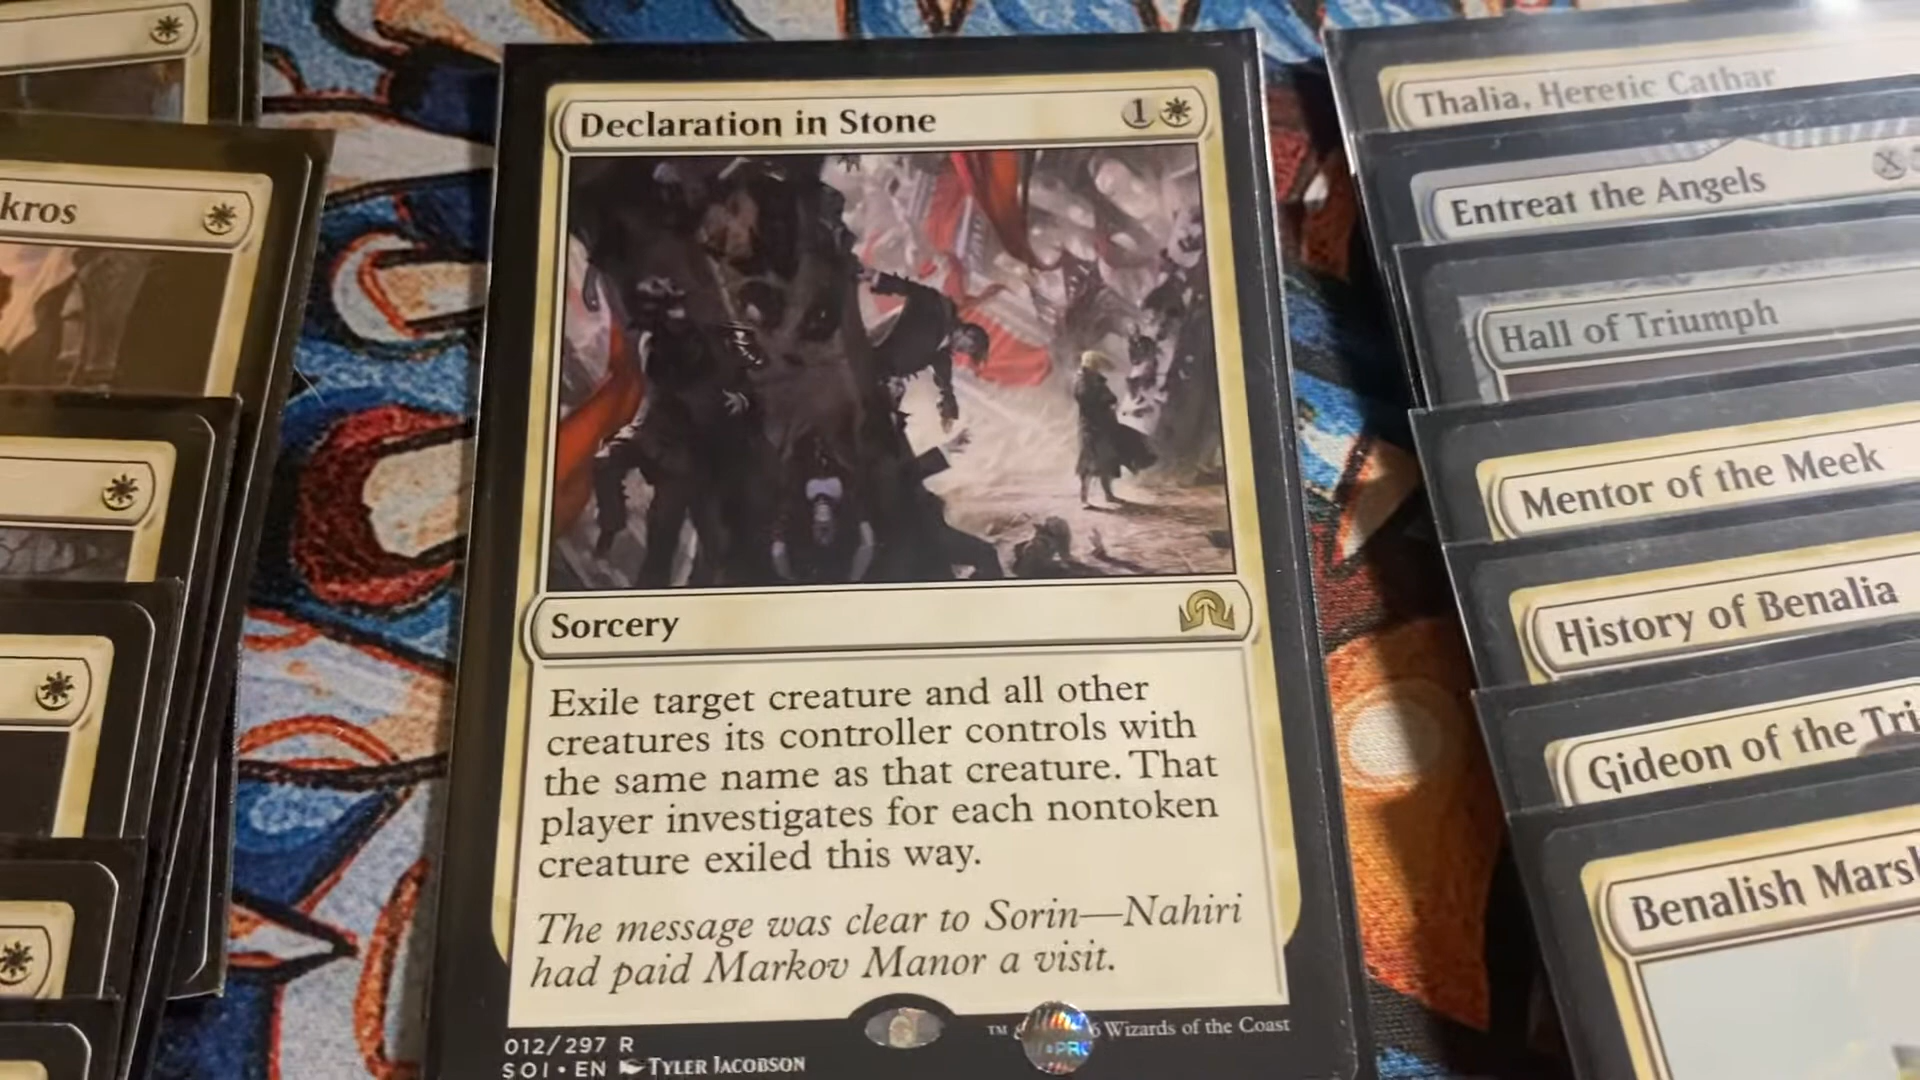 kros
Declaration in Stone 1
Sorcery
Exile target creature and all other
creatures its controller controls with
the same name as that creature. That
player investigates for each nontoken
creature exiled this way.
The message was clear to Sorin—Nahiri
had paid Markov Manor a visit.
012/297 R
SOI • EN Tyler Jacobson
TM & 6 Wizards of the Coast
Thalia, Heretic Cathar
Entreat the Angels X
Hall of Triumph
Mentor of the Meek
History of Benalia
Gideon of the Tri
Benalish Marsh